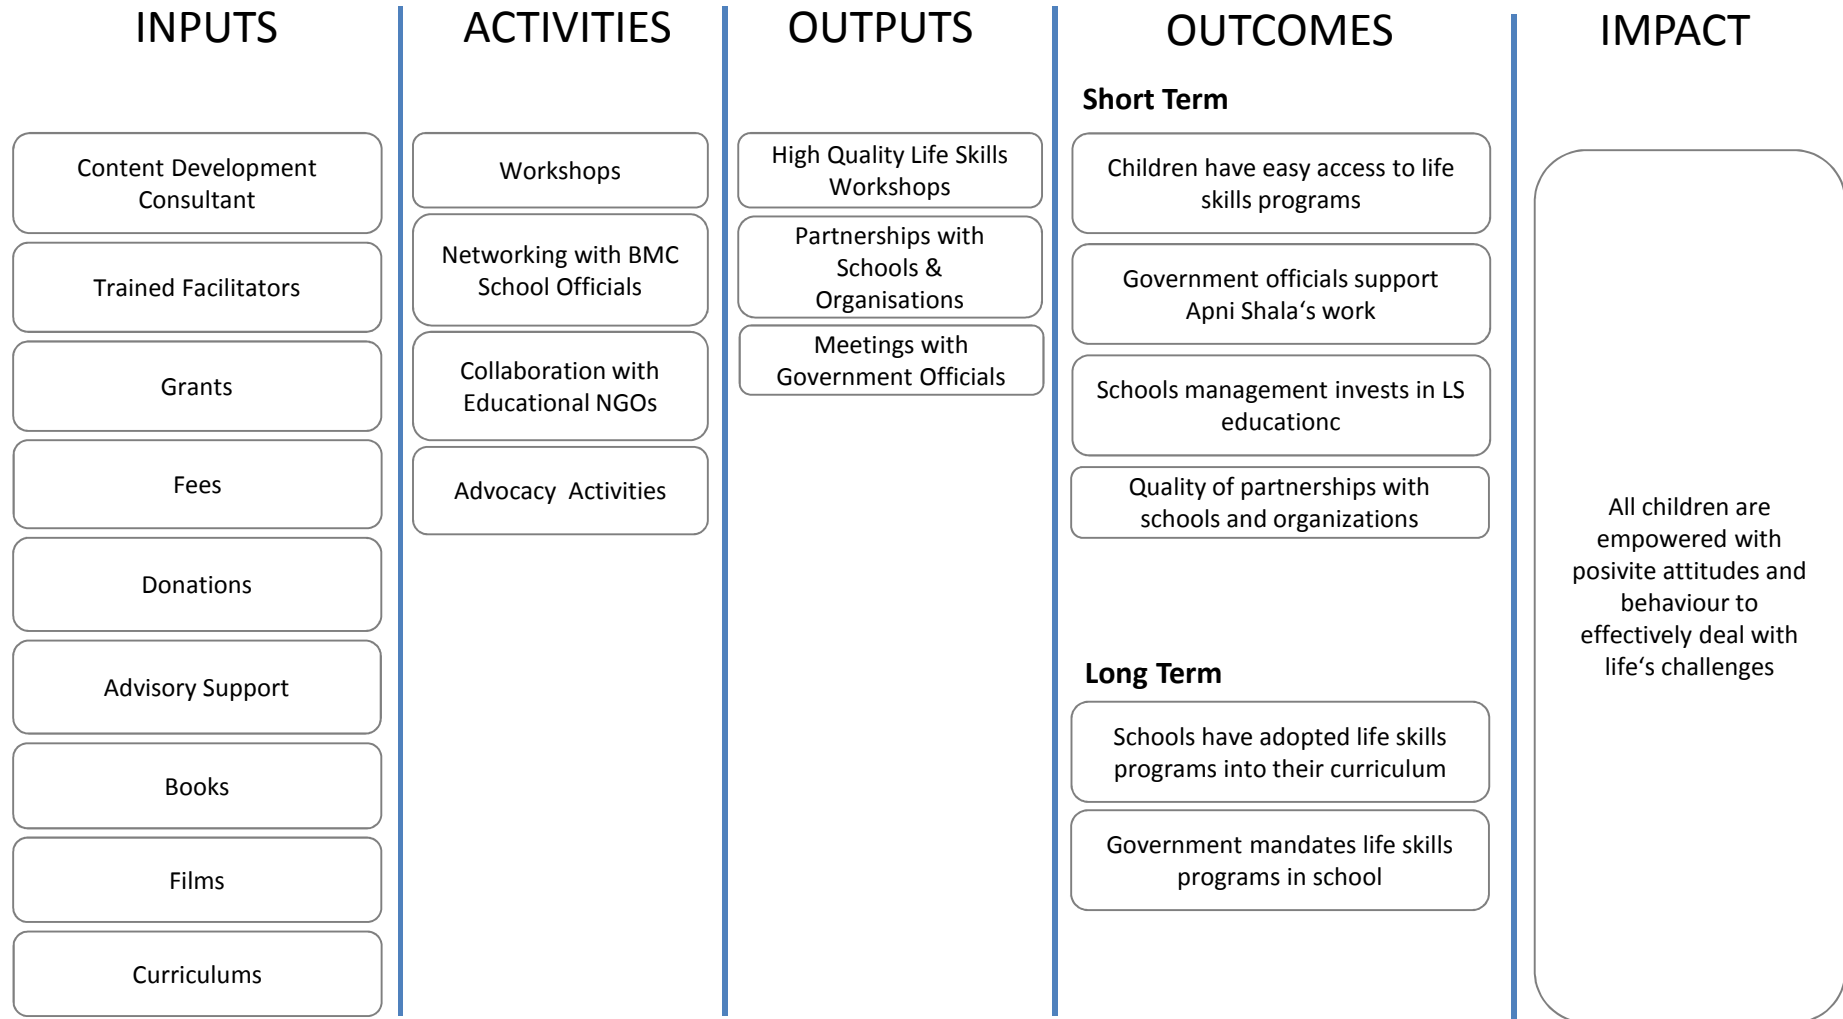 INPUTS
Content Development
Consultant
Trained Facilitators
Grants
Fees
Donations
Advisory Support
Books
Films
Curriculums
ACTIVITIES
Workshops
Networking with BMC
School Officials
Collaboration with
Educational NGOs
Advocacy  Activities
OUTPUTS
High Quality Life Skills
Workshops
Partnerships with
Schools &
Organisations
Meetings with
Government Officials
OUTCOMES
Short Term
Children have easy access to life
skills programs
Government officials support
Apni Shala‘s work
Schools management invests in LS
educationc
Quality of partnerships with
schools and organizations
Long Term
Schools have adopted life skills
programs into their curriculum
Government mandates life skills
programs in school
IMPACT
All children are
empowered with
posivite attitudes and
behaviour to
effectively deal with
life‘s challenges